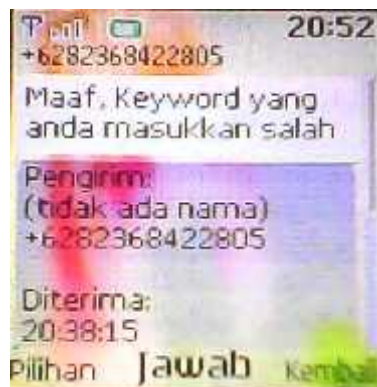 20:52
+6282368422805
Maaf, Keyword yang
anda masukkan salah
Pengirim:
(tidak ada nama)
+6282368422805
Diterima:
20:38:15
Pilihan Jawab Kembali